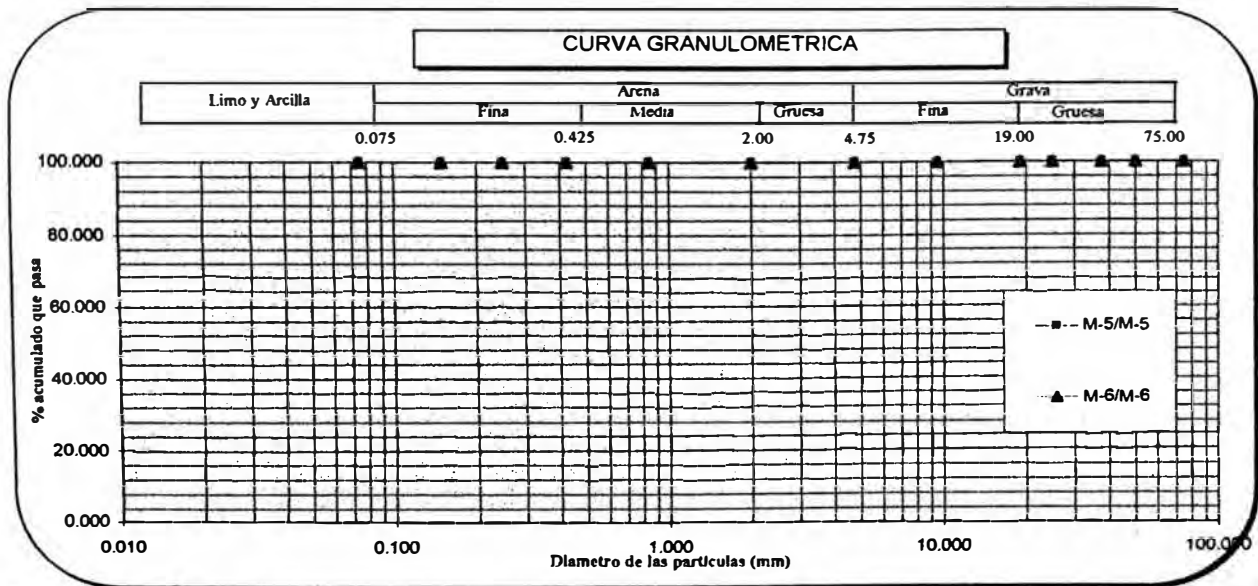 CURVA GRANULOMETRICA
Limo y Arcilla
Arena
Grava
Fina
Media
Gruesa
Fina
Gruesa
0.075
0.425
2.00
4.75
19.00
75.00
100.000
80.000
60.000
40.000
20.000
0.000
% acumulado que pasa
M-5/M-5
M-6/M-6
0.010
0.100
1.000
10.000
100.000
Diametro de las particulas (mm)